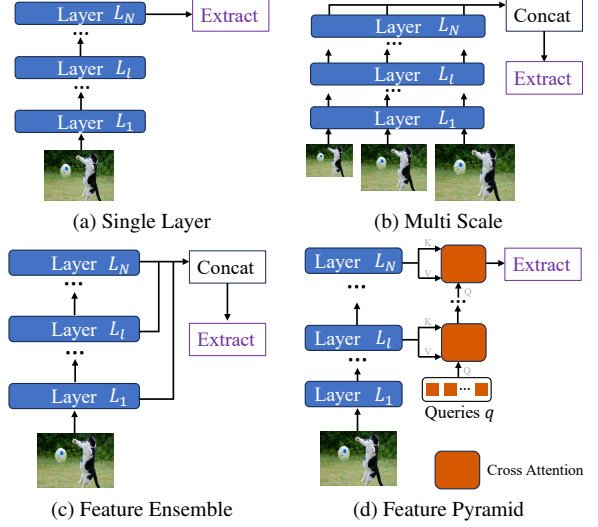 Layer L_N
Extract
...
Layer L_l
...
Layer L_1
(a) Single Layer
Layer L_N
Concat
...
Layer L_l
Extract
...
Layer L_1
(b) Multi Scale
Layer L_N
Concat
...
Layer L_l
Extract
...
Layer L_1
(c) Feature Ensemble
Layer L_N
K
V
Extract
Q
...
...
Layer L_l
K
V
...
Q
Layer L_1
...
Queries q
Cross Attention
(d) Feature Pyramid